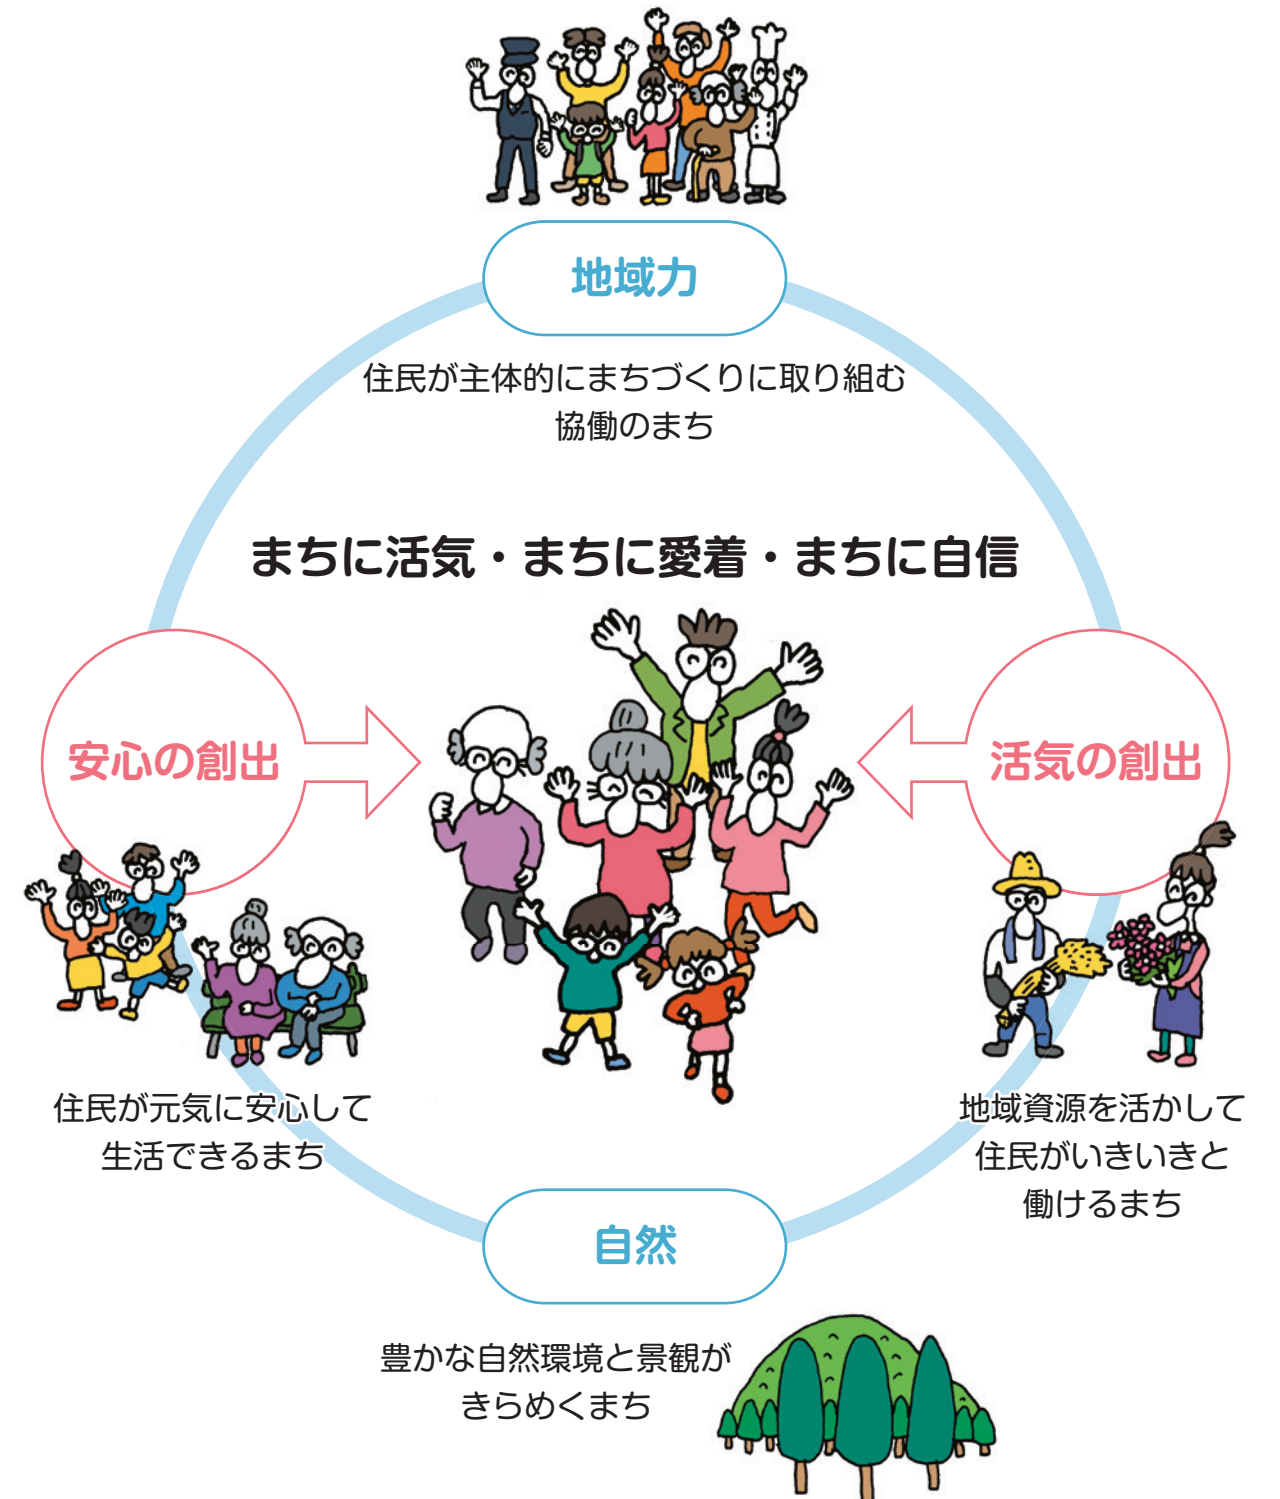 地域力
住民が主体的にまちづくりに取り組む
協働のまち
まちに活気・まちに愛着・まちに自信
安心の創出
活気の創出
住民が元気に安心して
生活できるまち
地域資源を活かして
住民がいきいきと
働けるまち
自然
豊かな自然環境と景観が
きらめくまち